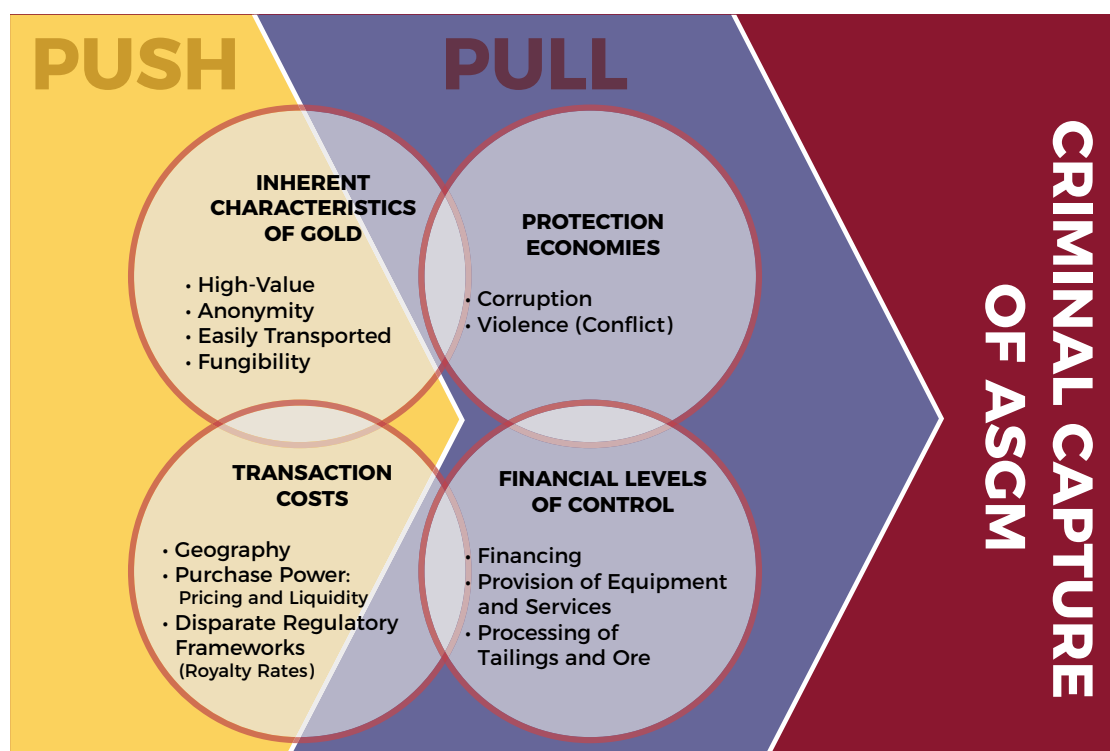 PUSH
PULL
INHERENT
CHARACTERISTICS
OF GOLD
• High-Value
• Anonymity
• Easily Transported
• Fungibility
PROTECTION
ECONOMIES
• Corruption
• Violence (Conflict)
TRANSACTION
COSTS
• Geography
• Purchase Power:
Pricing and Liquidity
• Disparate Regulatory
Frameworks
(Royalty Rates)
FINANCIAL LEVELS
OF CONTROL
• Financing
• Provision of Equipment
and Services
• Processing of
Tailings and Ore
CRIMINAL CAPTURE
OF ASGM